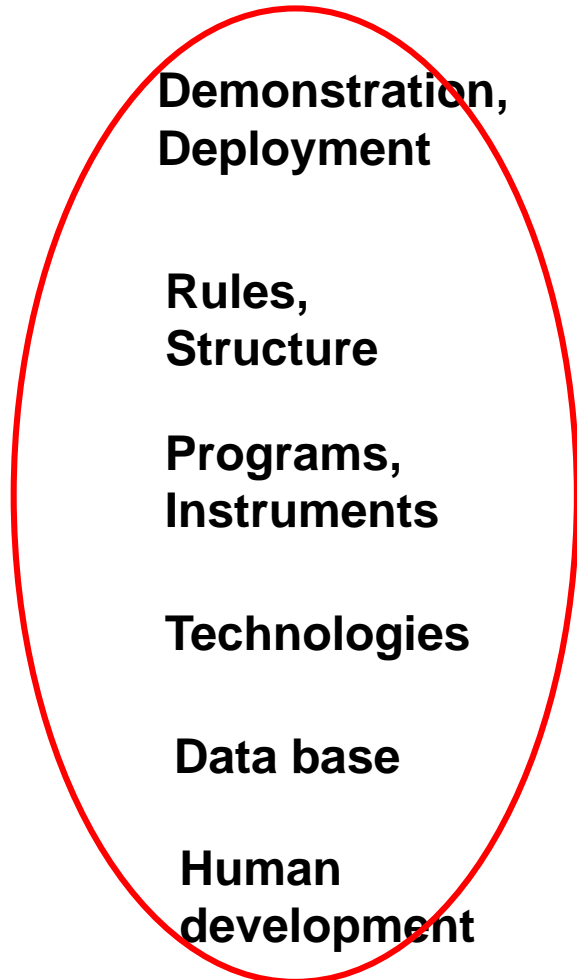 Demonstration,
Deployment
Rules,
Structure
Programs,
Instruments
Technologies
Data base
Human
development